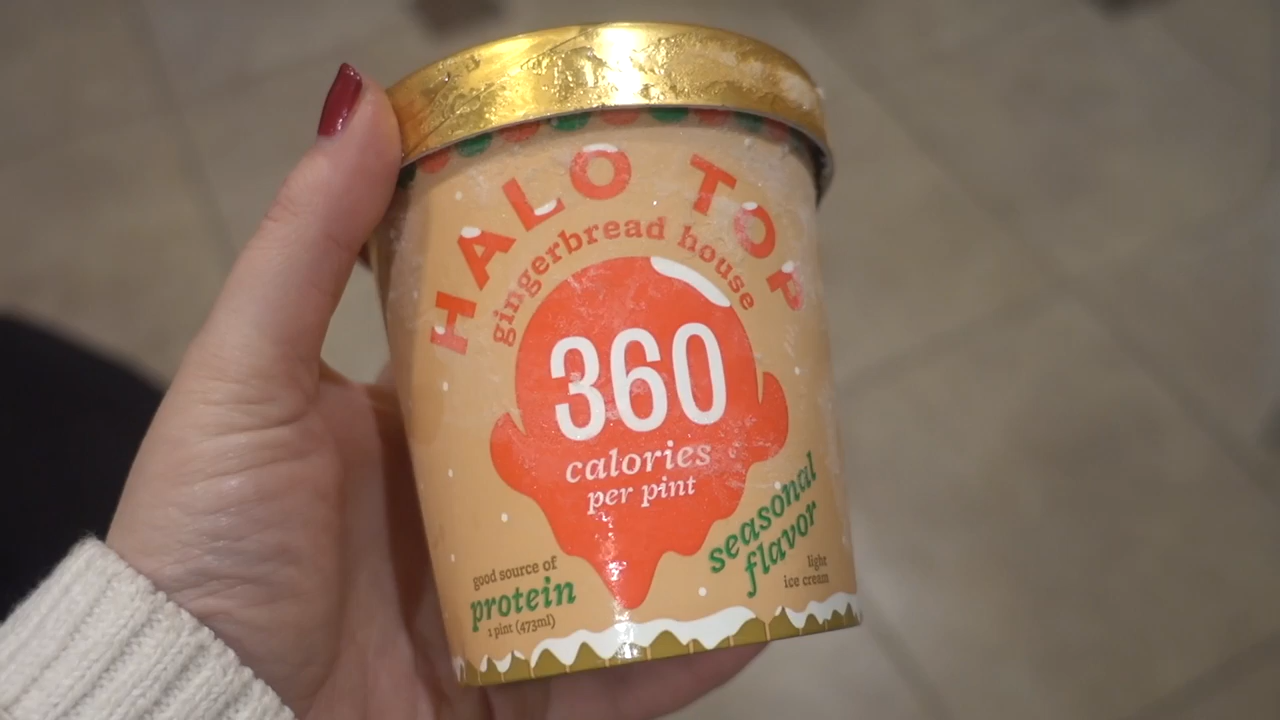 HALO TOP
gingerbread house
360
calories
per pint
seasonal
flavor
good source of
protein
1 pint (473ml)
light
ice cream